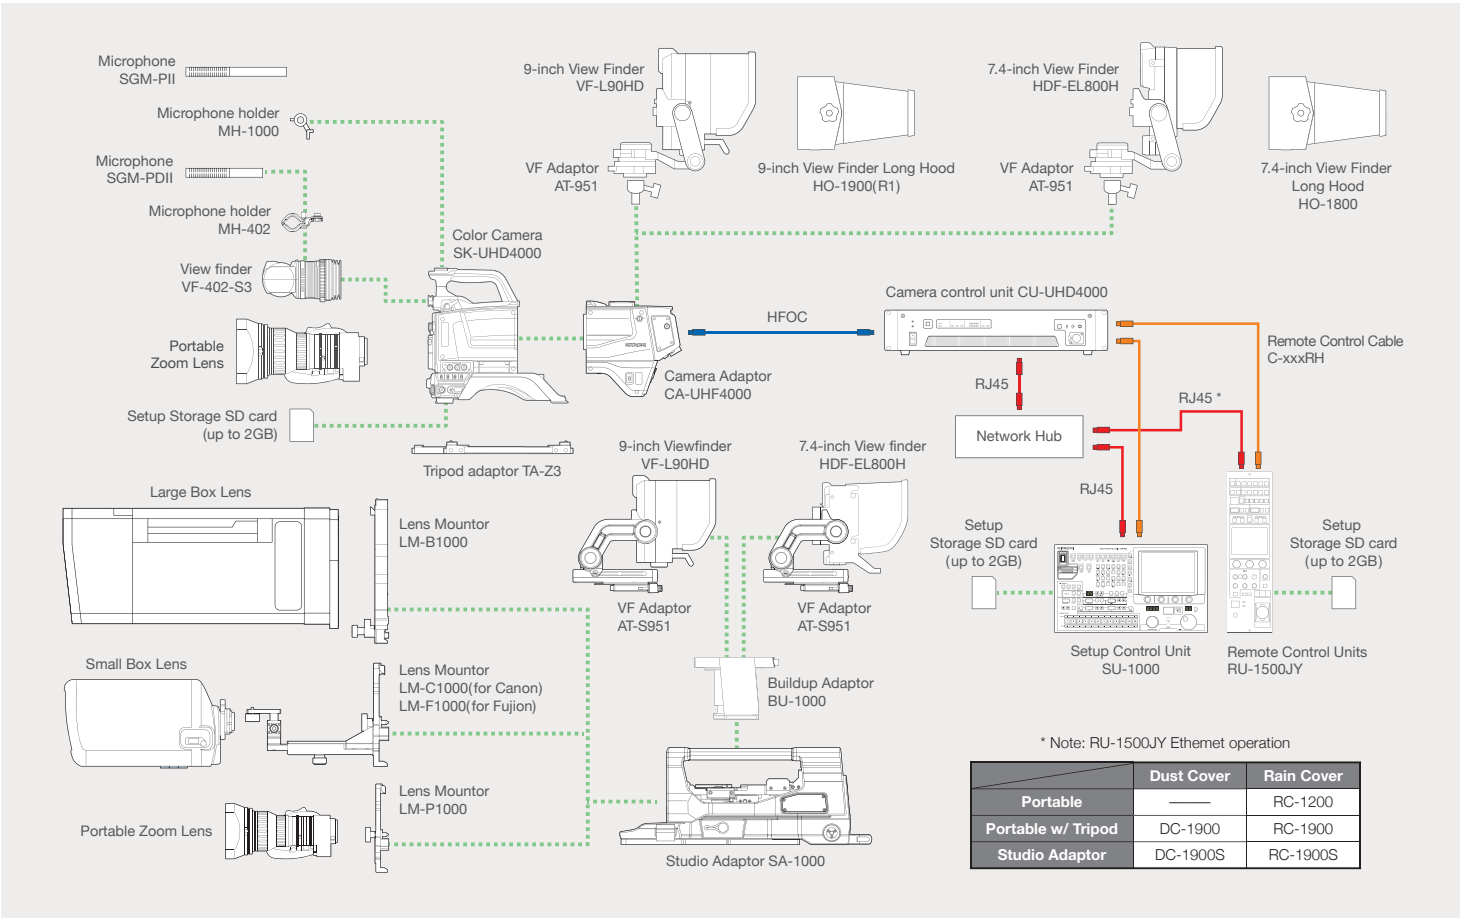 Microphone
SGM-PII
Microphone holder
MH-1000
Microphone
SGM-PDII
Microphone holder
MH-402
View finder
VF-402-S3
Portable
Zoom Lens
Setup Storage SD card
(up to 2GB)
Color Camera
SK-UHD4000
Tripod adaptor TA-Z3
9-inch View Finder
VF-L90HD
VF Adaptor
AT-951
9-inch View Finder Long Hood
HO-1900(R1)
7.4-inch View Finder
HDF-EL800H
VF Adaptor
AT-951
7.4-inch View Finder
Long Hood
HO-1800
HITACHI
Camera Adaptor
CA-UHF4000
HFOC
Camera control unit CU-UHD4000
Remote Control Cable
C-xxxRH
RJ45
RJ45 *
Network Hub
RJ45
Setup
Storage SD card
(up to 2GB)
Setup
Storage SD card
(up to 2GB)
Setup Control Unit
SU-1000
Remote Control Units
RU-1500JY
Large Box Lens
Lens Mountor
LM-B1000
Small Box Lens
Lens Mountor
LM-C1000(for Canon)
LM-F1000(for Fujion)
Portable Zoom Lens
Lens Mountor
LM-P1000
9-inch Viewfinder
VF-L90HD
7.4-inch View finder
HDF-EL800H
VF Adaptor
AT-S951
VF Adaptor
AT-S951
Buildup Adaptor
BU-1000
Studio Adaptor SA-1000
* Note: RU-1500JY Ethernet operation
Dust Cover Rain Cover
Portable —— RC-1200
Portable w/ Tripod DC-1900 RC-1900
Studio Adaptor DC-1900S RC-1900S